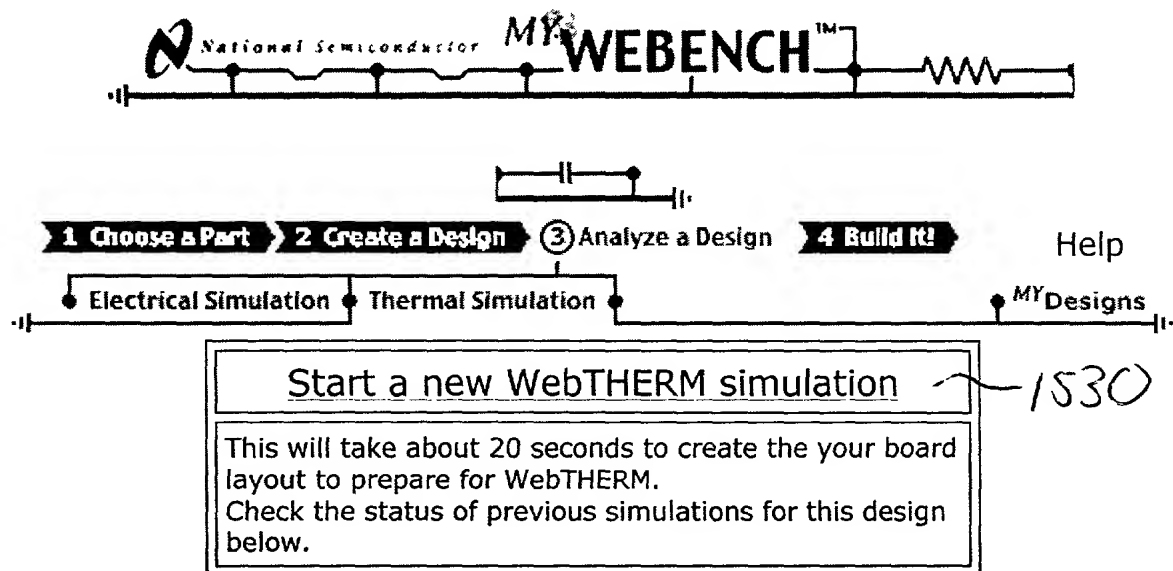 National Semiconductor MY WEBENCH™
1 Choose a Part 2 Create a Design 3 Analyze a Design 4 Build It! Help
Electrical Simulation Thermal Simulation MY Designs
Start a new WebTHERM simulation 1530
This will take about 20 seconds to create the your board
layout to prepare for WebTHERM.
Check the status of previous simulations for this design
below.